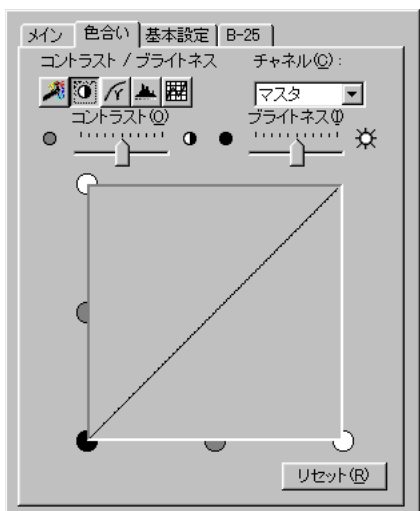 メイン 色合い 基本設定 B-25
コントラスト / ブライトネス チャネル(C):
マスタ
コントラスト(O) ブライトネス(I)
リセット(R)